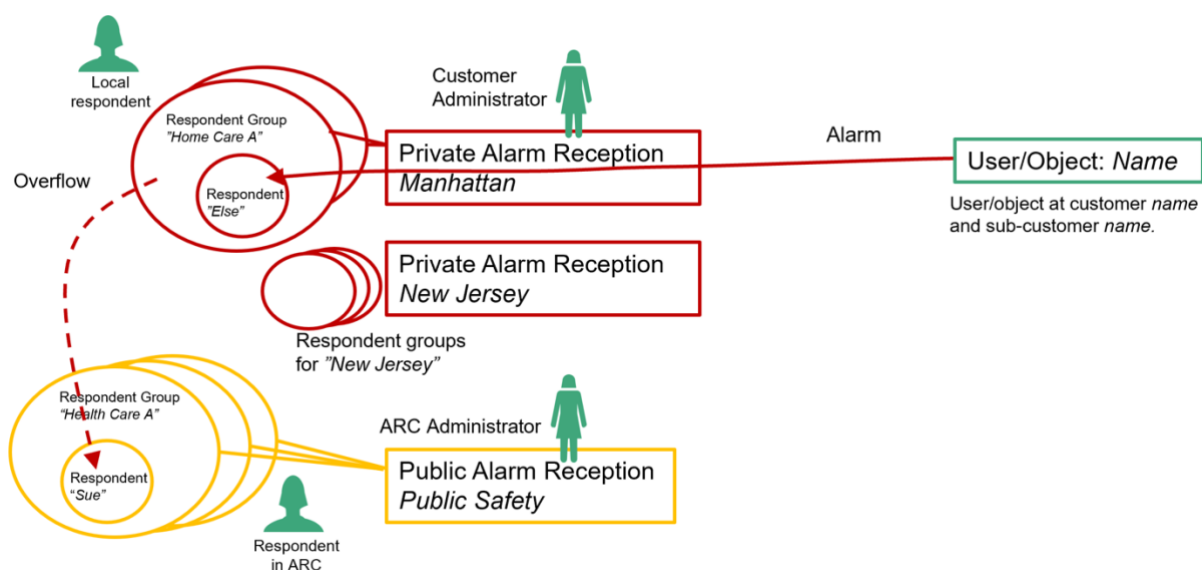 Local
respondent
Customer
Administrator
Respondent Group
"Home Care A"
Alarm
Private Alarm Reception
Manhattan
User/Object: Name
Overflow
Respondent
"Else"
User/object at customer name
and sub-customer name.
Private Alarm Reception
New Jersey
Respondent groups
for "New Jersey"
Respondent Group
"Health Care A"
ARC Administrator
Public Alarm Reception
Public Safety
Respondent
"Sue"
Respondent
in ARC